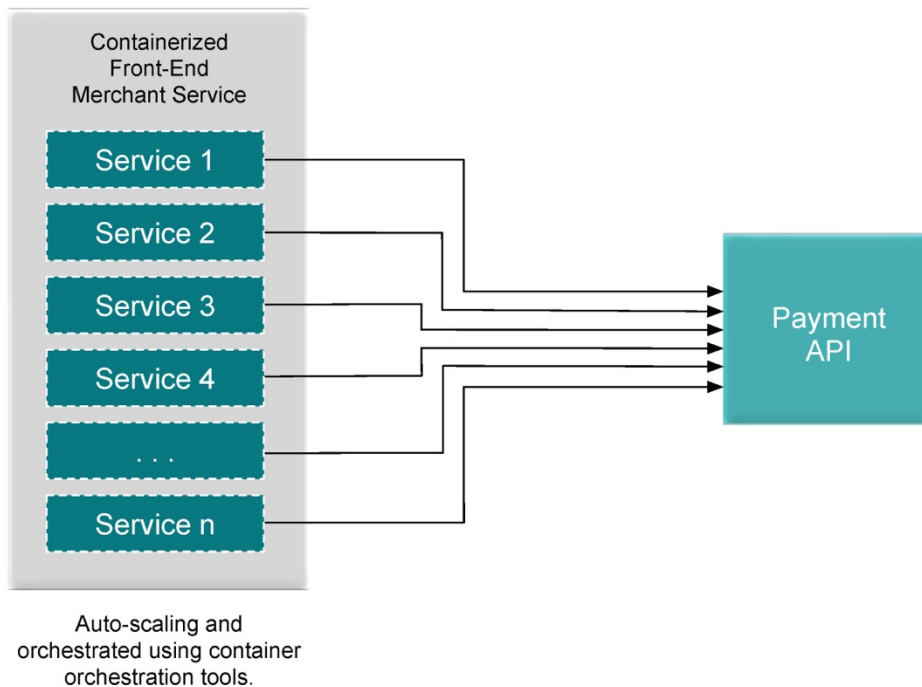 Containerized
Front-End
Merchant Service
Service 1
Service 2
Service 3
Service 4
. . .
Service n
Payment
API
Auto-scaling and
orchestrated using container
orchestration tools.